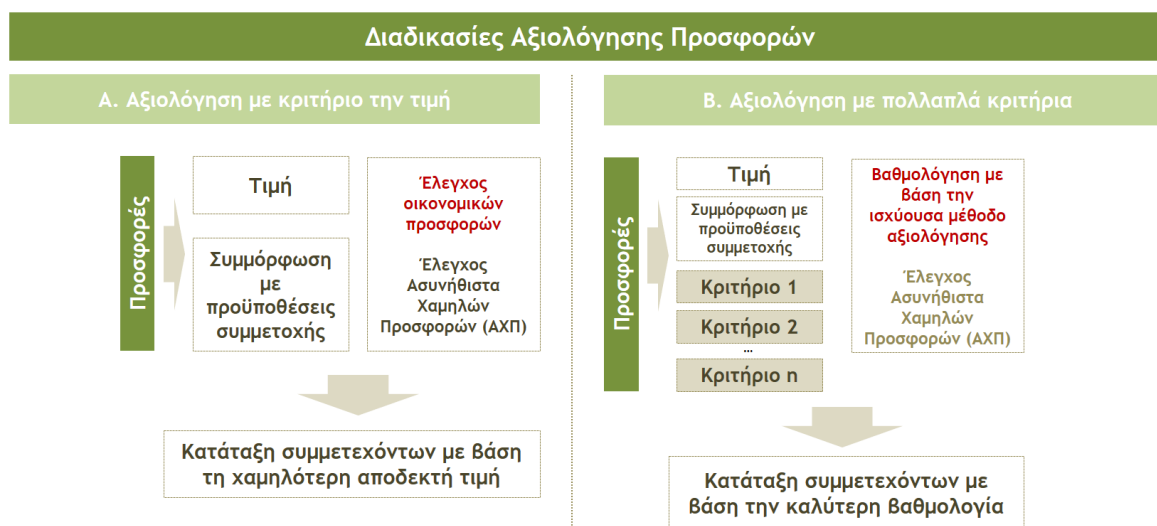 Διαδικασίες Αξιολόγησης Προσφορών
Α. Αξιολόγηση με κριτήριο την τιμή
Προσφορές
Τιμή
Συμμόρφωση
με
προϋποθέσεις
συμμετοχής
Έλεγχος
οικονομικών
προσφορών
Έλεγχος
Ασυνήθιστα
Χαμηλών
Προσφορών (ΑΧΠ)
Κατάταξη συμμετεχόντων με βάση
τη χαμηλότερη αποδεκτή τιμή
Β. Αξιολόγηση με πολλαπλά κριτήρια
Προσφορές
Τιμή
Συμμόρφωση με
προϋποθέσεις
συμμετοχής
Κριτήριο 1
Κριτήριο 2
...
Κριτήριο n
Βαθμολόγηση με
βάση την
ισχύουσα μέθοδο
αξιολόγησης
Έλεγχος
Ασυνήθιστα
Χαμηλών
Προσφορών (ΑΧΠ)
Κατάταξη συμμετεχόντων με
βάση την καλύτερη βαθμολογία